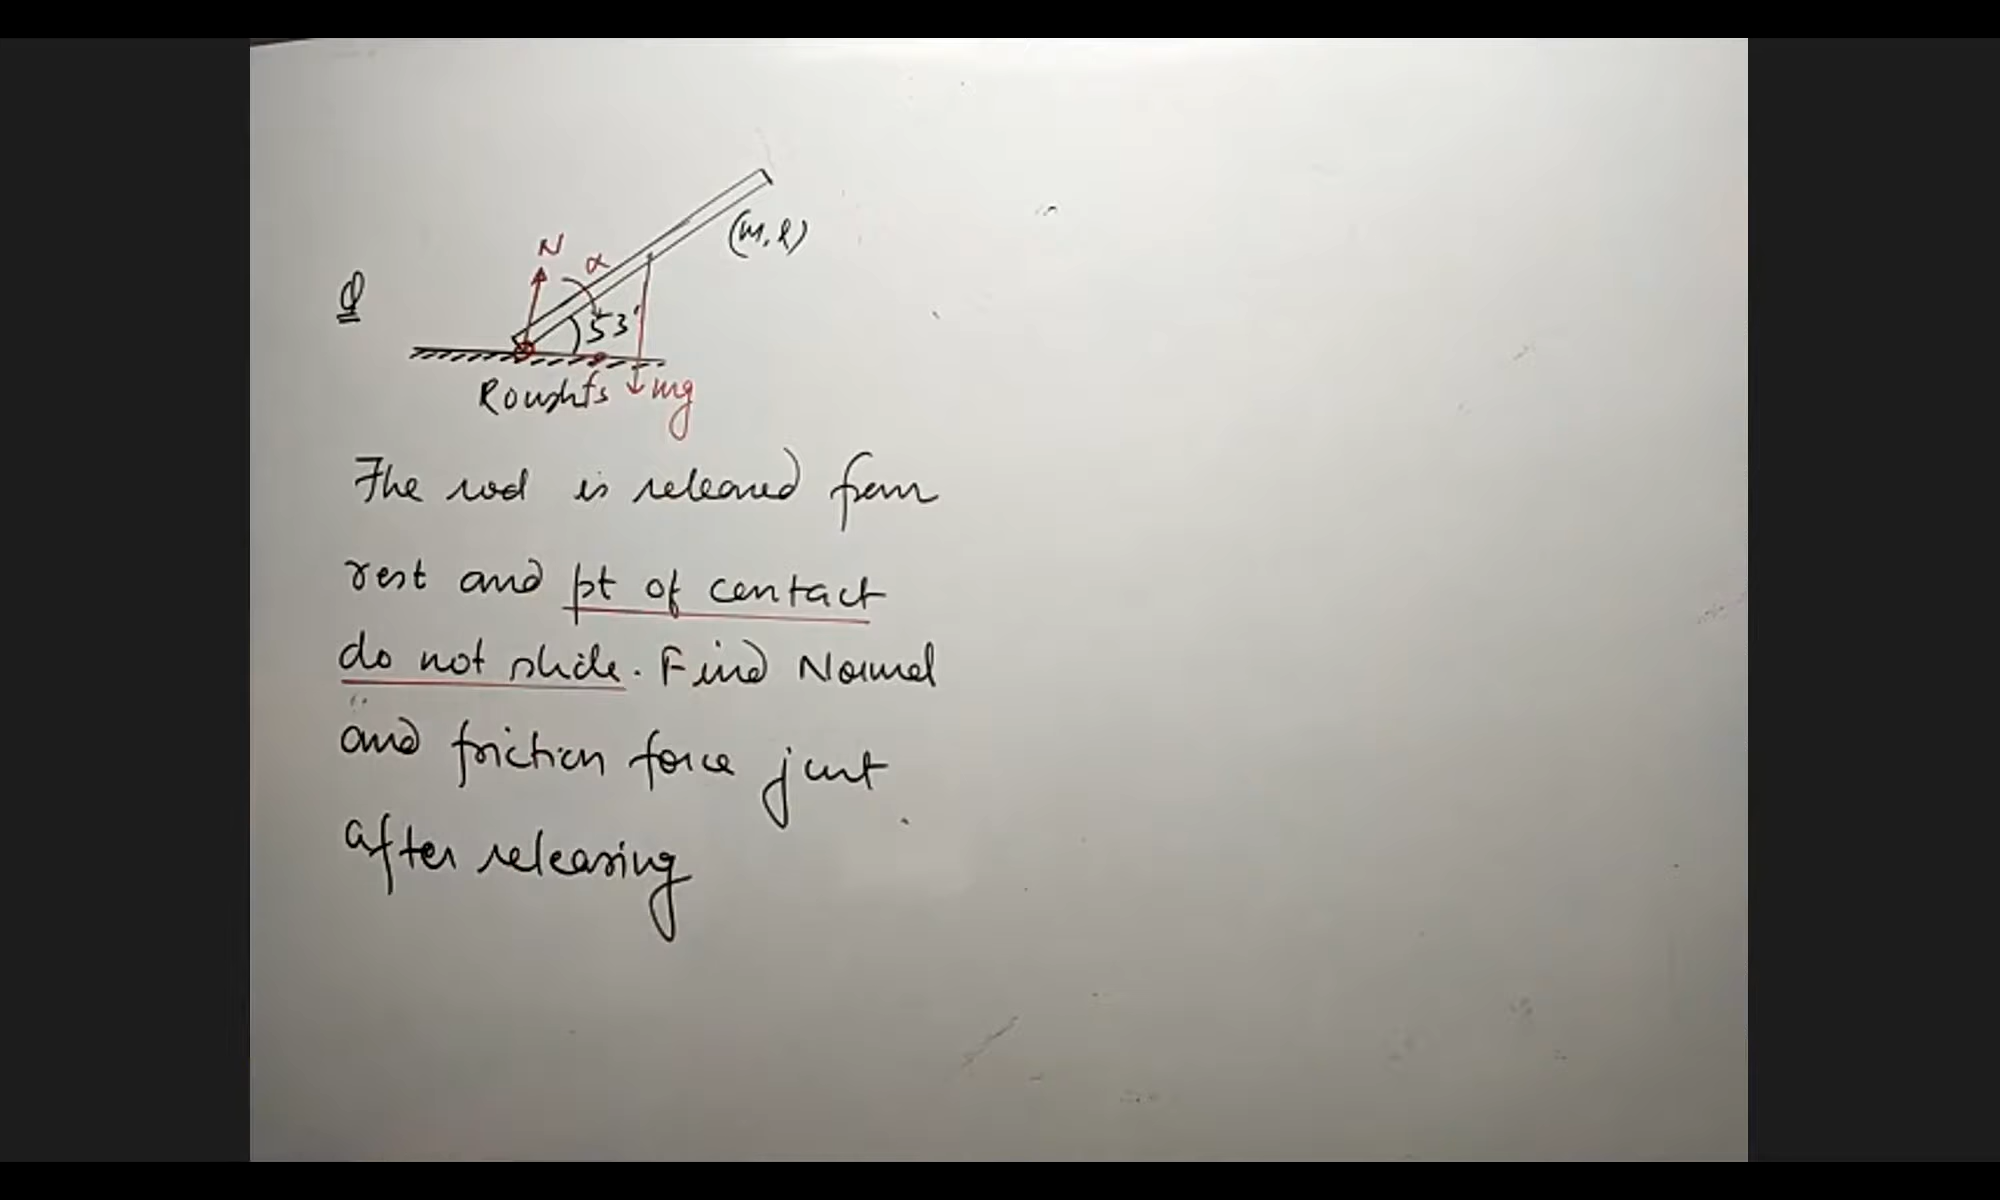 N
α
(m, l)
Q
53°
Rough fs mg
The rod is released from
rest and pt of contact
do not slide. Find Normal
and friction force just
after releasing